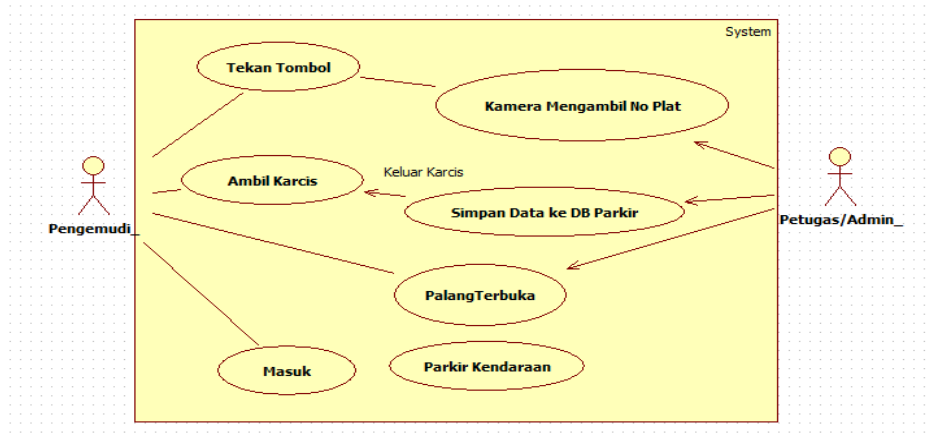 System
Tekan Tombol
Kamera Mengambil No Plat
Keluar Karcis
Ambil Karcis
Simpan Data ke DB Parkir
Pengemudi_
Petugas/Admin_
PalangTerbuka
Parkir Kendaraan
Masuk